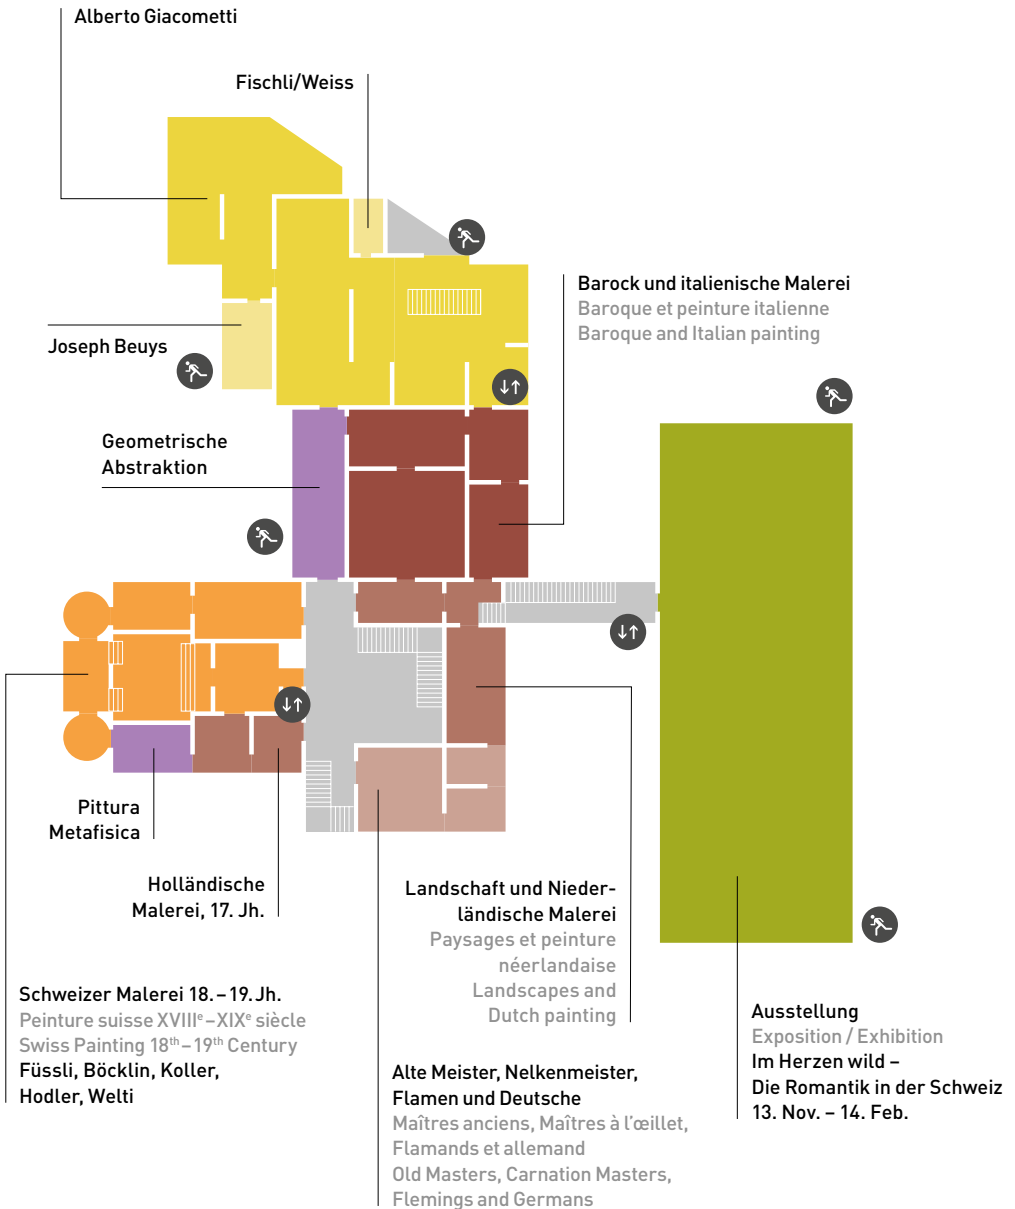 Alberto Giacometti
Fischli/Weiss
Barock und italienische Malerei
Baroque et peinture italienne
Baroque and Italian painting
Joseph Beuys
Geometrische
Abstraktion
Pittura
Metafisica
Holländische
Malerei, 17. Jh.
Landschaft und Nieder-
ländische Malerei
Paysages et peinture
néerlandaise
Landscapes and
Dutch painting
Schweizer Malerei 18. – 19. Jh.
Peinture suisse XVIIIᵉ – XIXᵉ siècle
Swiss Painting 18ᵗʰ – 19ᵗʰ Century
Füssli, Böcklin, Koller,
Hodler, Welti
Alte Meister, Nelkenmeister,
Flamen und Deutsche
Maîtres anciens, Maîtres à l’œillet,
Flamands et allemand
Old Masters, Carnation Masters,
Flemings and Germans
Ausstellung
Exposition / Exhibition
Im Herzen wild –
Die Romantik in der Schweiz
13. Nov. – 14. Feb.